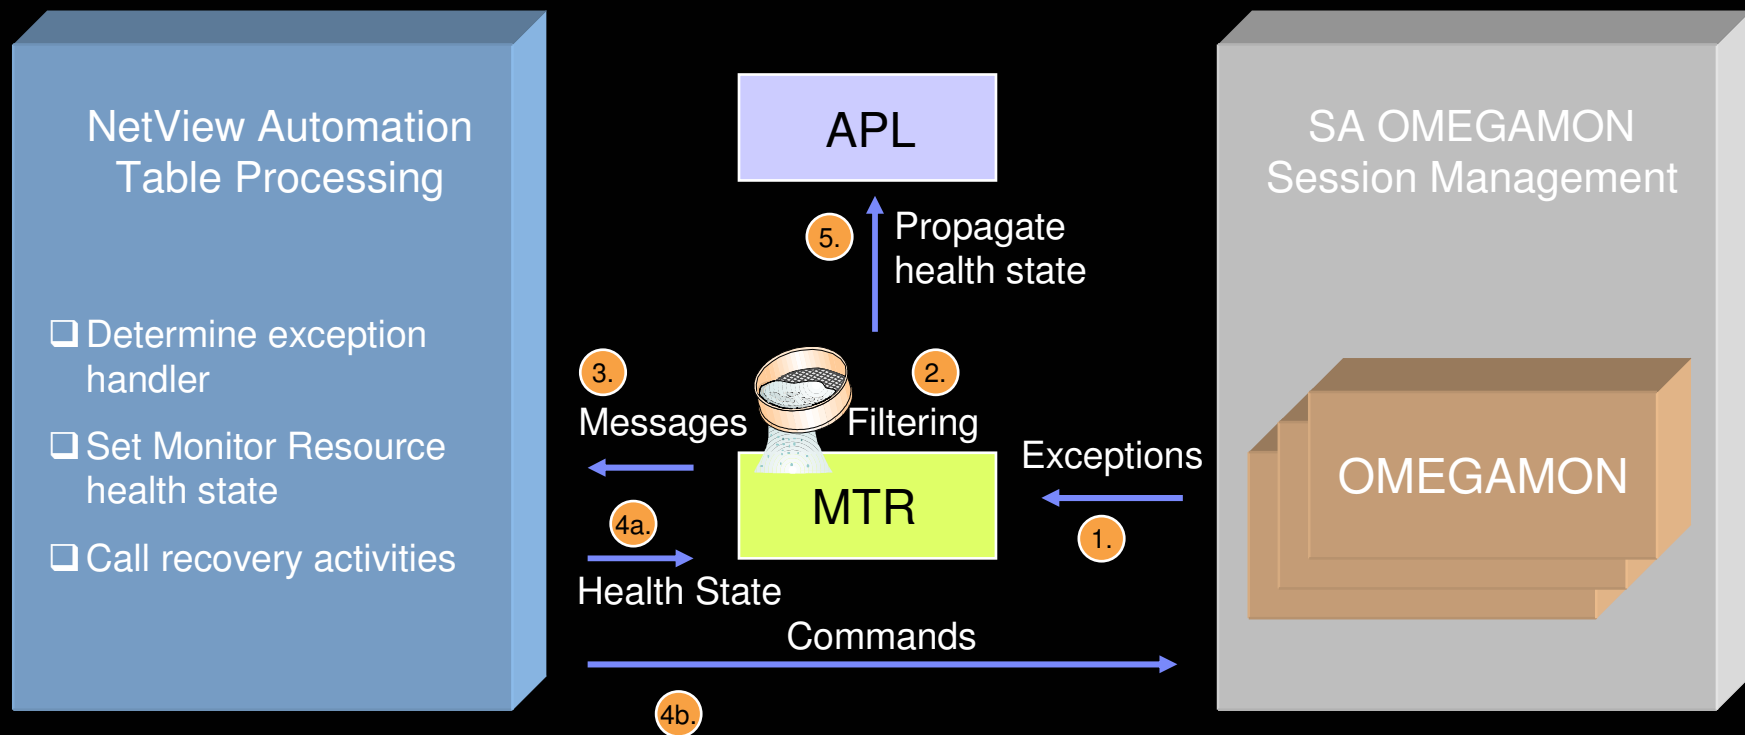 NetView Automation
Table Processing
❑ Determine exception
handler
❑ Set Monitor Resource
health state
❑ Call recovery activities
APL
5.
Propagate
health state
3.
2.
Messages
Filtering
MTR
4a.
Health State
Exceptions
1.
Commands
4b.
SA OMEGAMON
Session Management
OMEGAMON